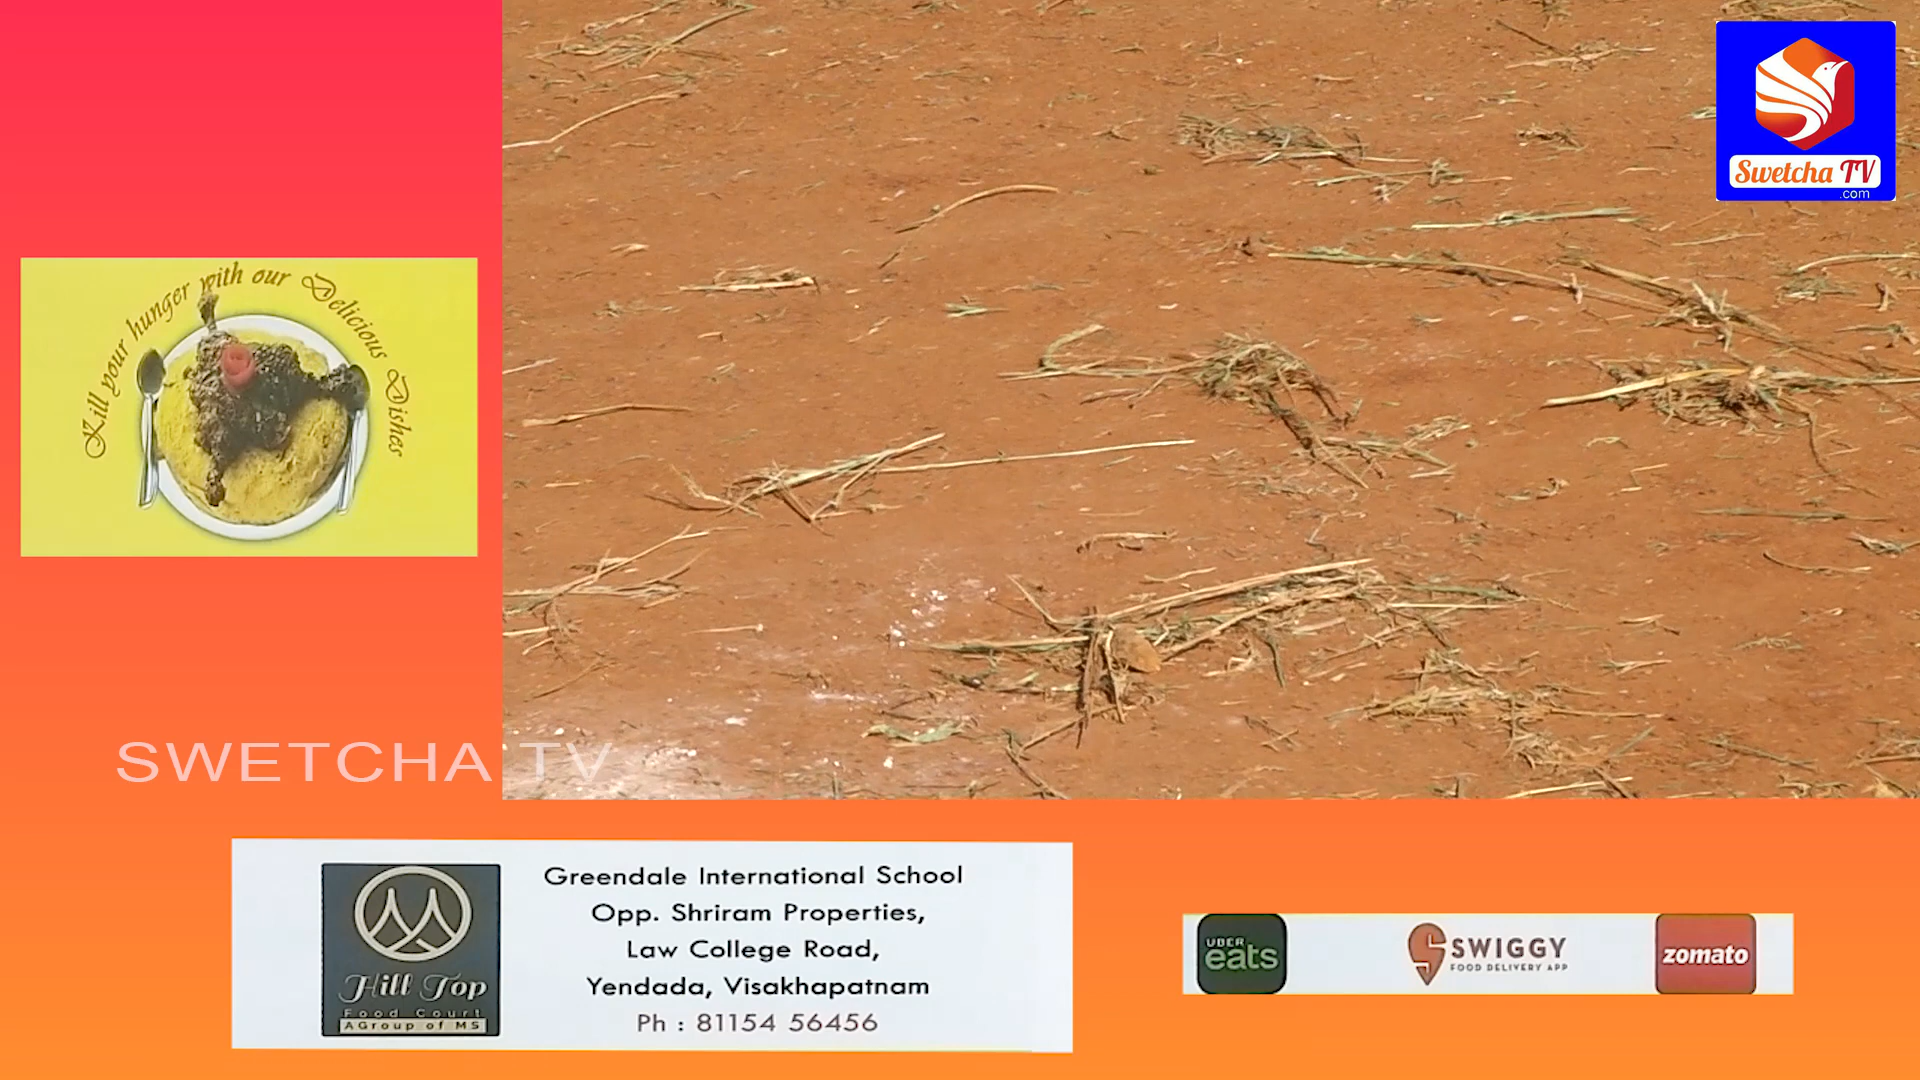 Swetcha TV
.com
Kill your hunger with our Delicious Dishes
SWETCHA TV
Greendale International School
Opp. Shriram Properties,
Law College Road,
Yendada, Visakhapatnam
Ph : 81154 56456
Hill Top
Food Court
A Group of MS
UBER
eats
SWIGGY
FOOD DELIVERY APP
zomato